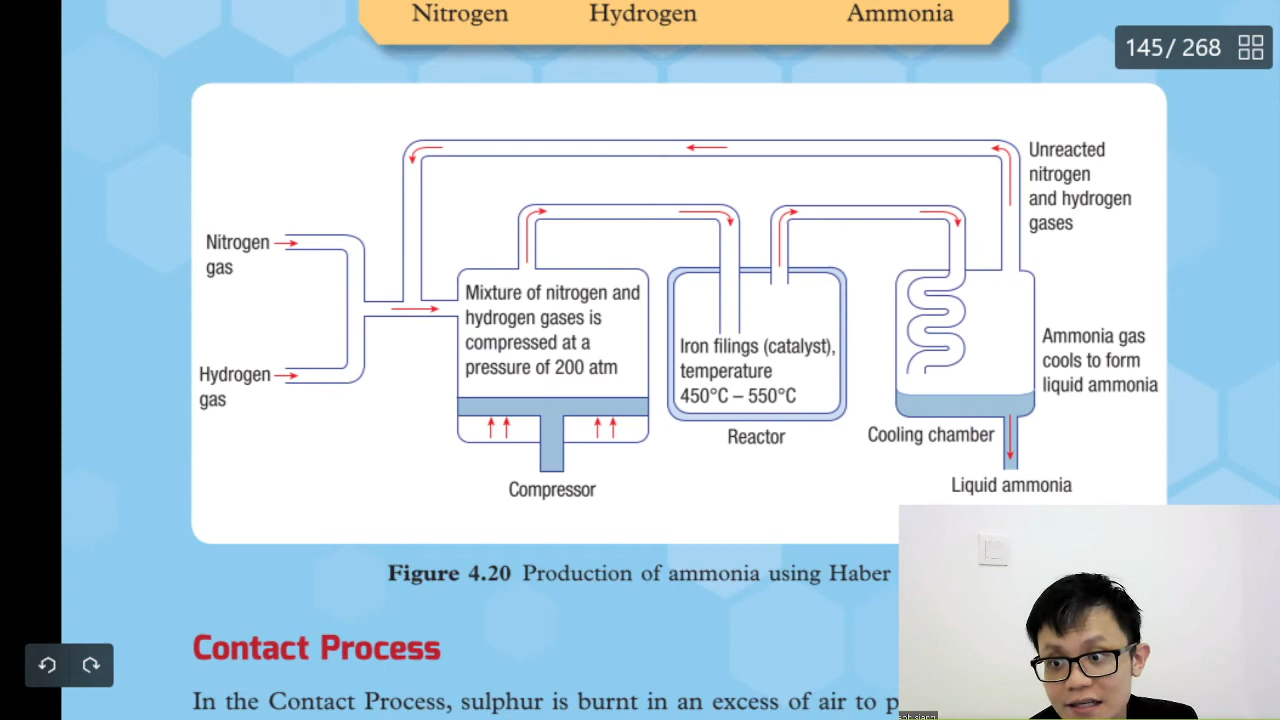 Nitrogen Hydrogen Ammonia
145/ 268
Unreacted
nitrogen
and hydrogen
gases
Nitrogen
gas
Hydrogen
gas
Mixture of nitrogen and
hydrogen gases is
compressed at a
pressure of 200 atm
Compressor
Iron filings (catalyst),
temperature
450°C – 550°C
Reactor
Ammonia gas
cools to form
liquid ammonia
Cooling chamber
Liquid ammonia
Figure 4.20 Production of ammonia using Haber
Contact Process
In the Contact Process, sulphur is burnt in an excess of air to p